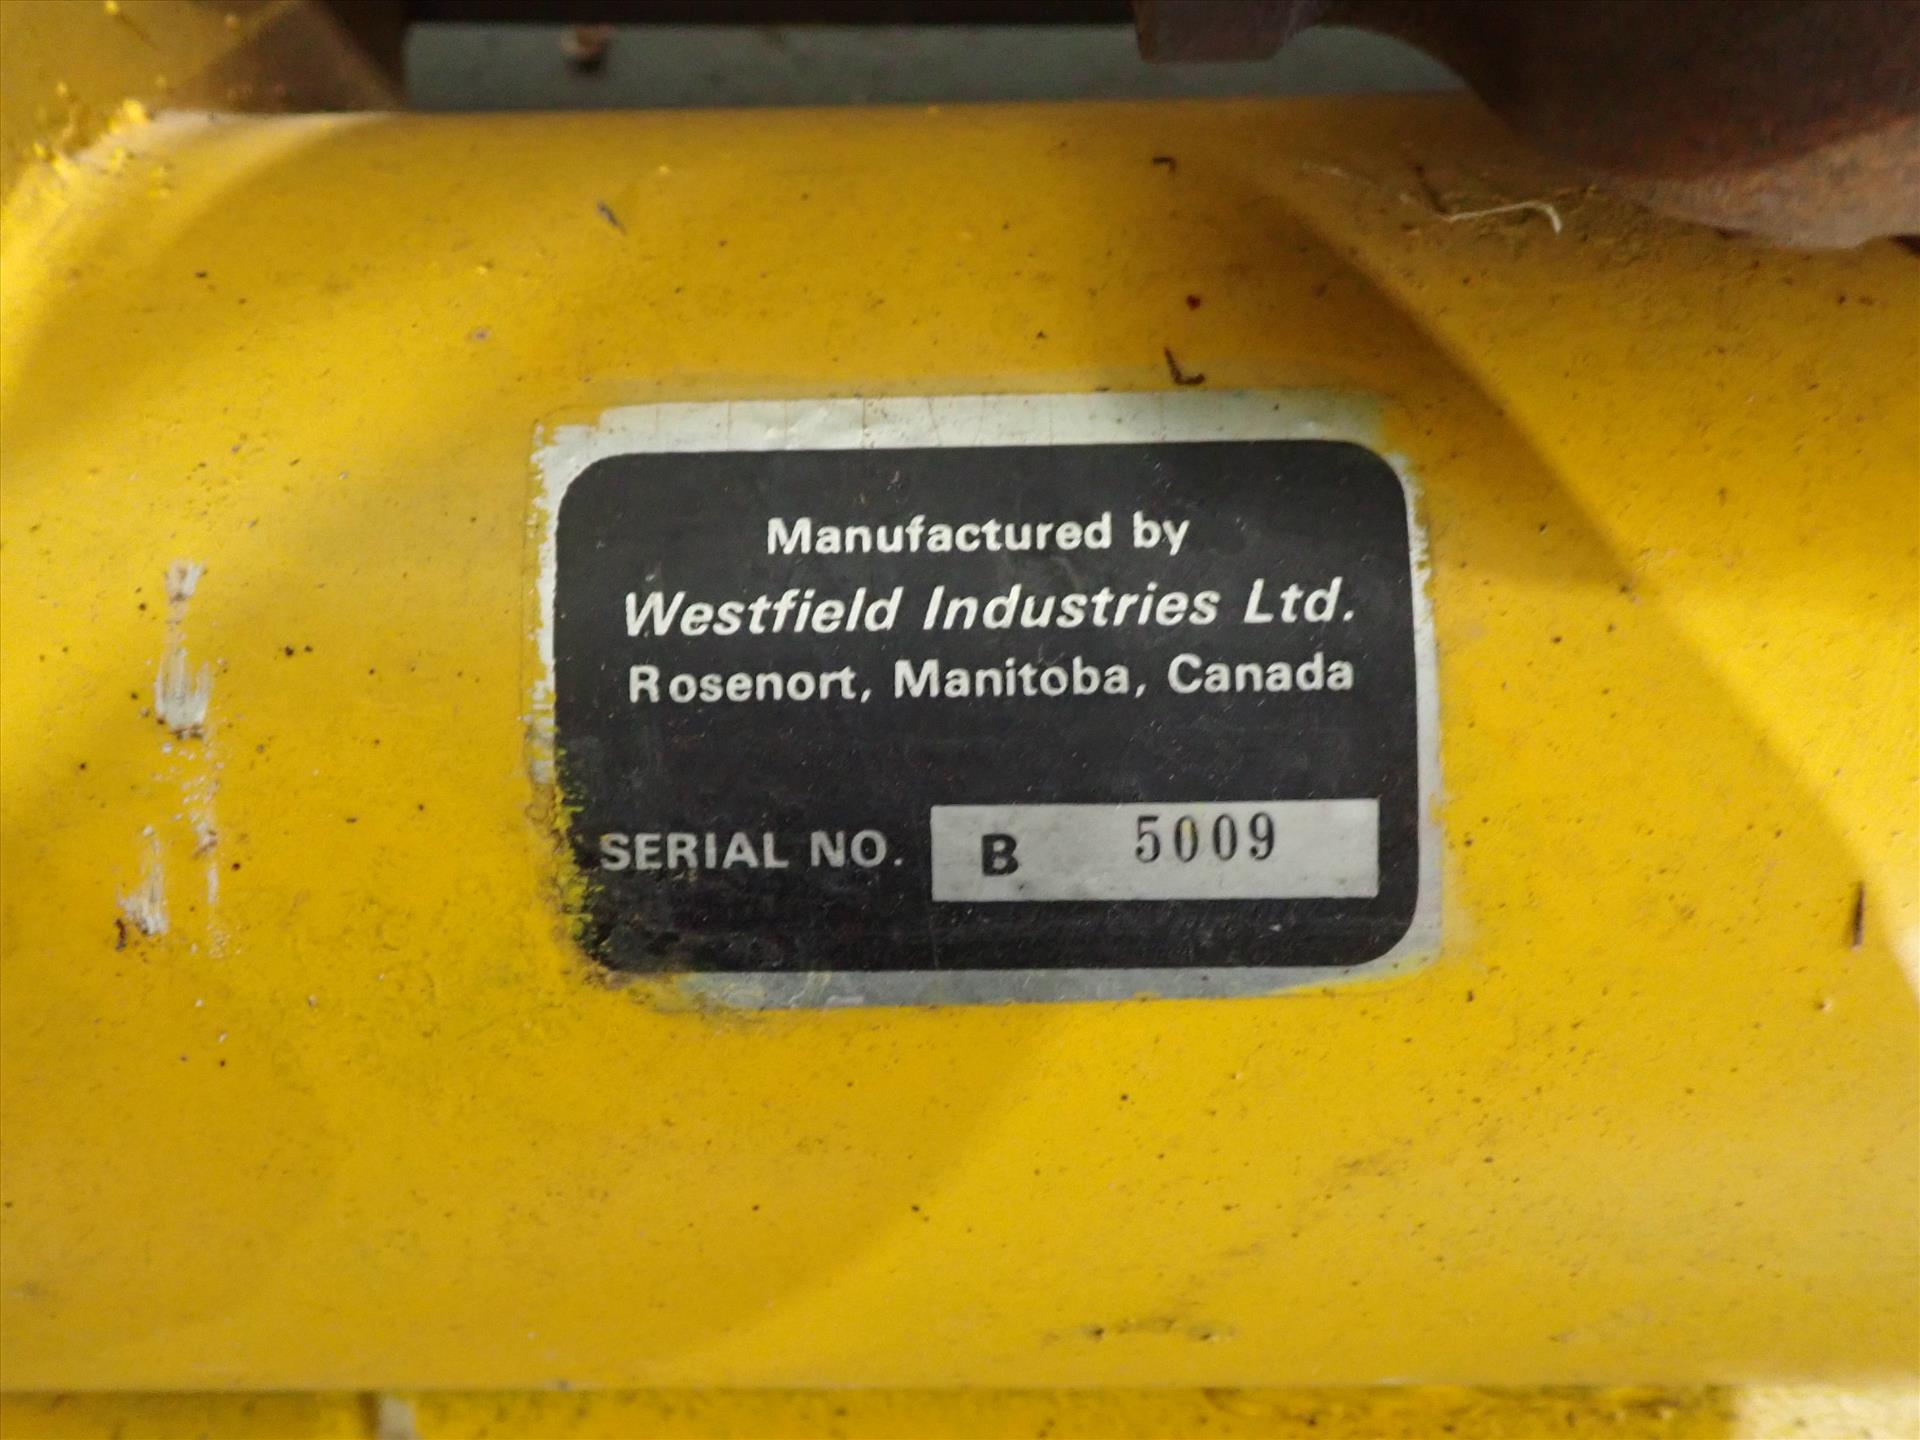 Manufactured by
Westfield Industries Ltd.
Rosenort, Manitoba, Canada
SERIAL NO. B 5009